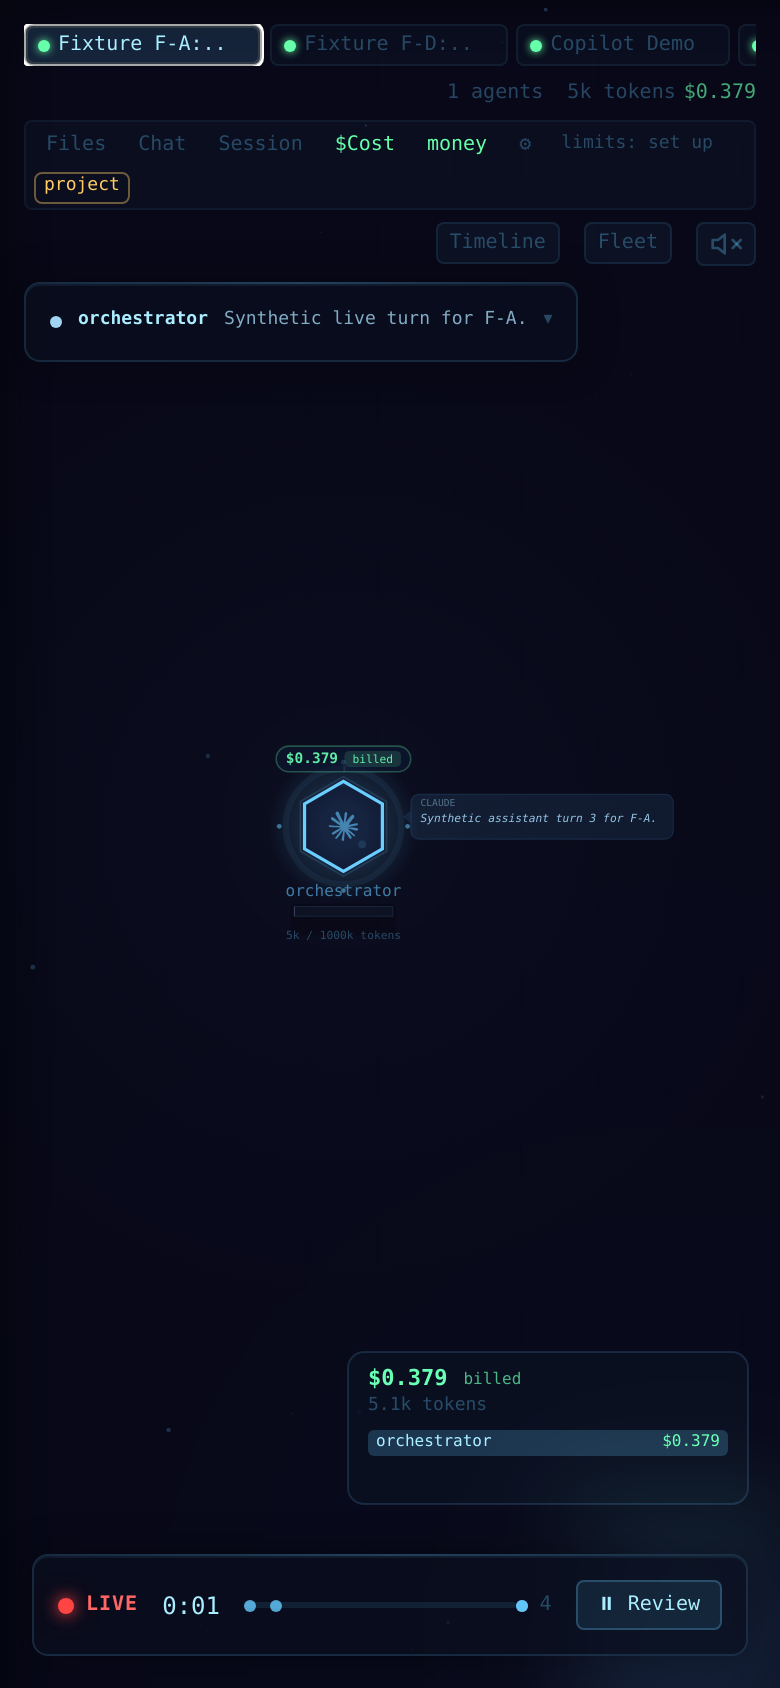 Fixture F-A:..
Fixture F-D:..
Copilot Demo
1 agents 5k tokens $0.379
Files Chat Session $Cost money ⚙ limits: set up
project
Timeline Fleet
orchestrator Synthetic live turn for F-A. ▼
$0.379 billed
CLAUDE
Synthetic assistant turn 3 for F-A.
orchestrator
5k / 1000k tokens
$0.379 billed
5.1k tokens
orchestrator $0.379
LIVE 0:01 4 ⏸ Review